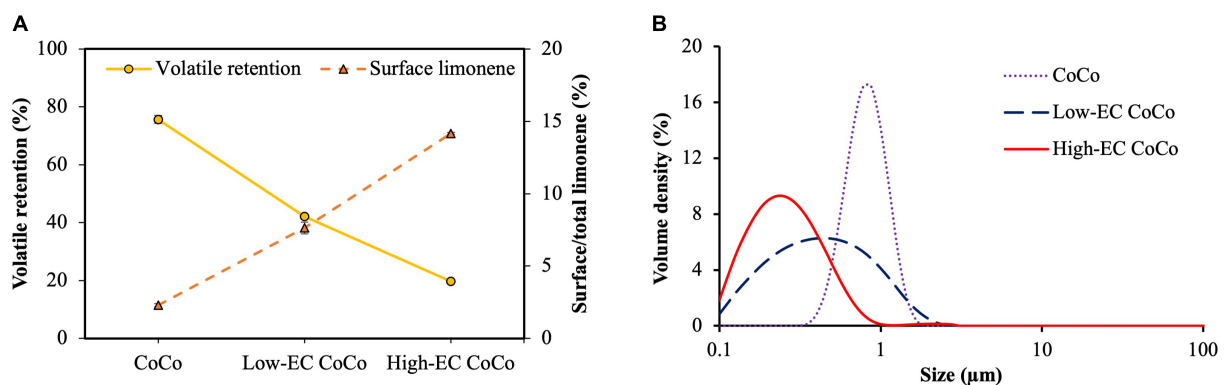 A
Volatile retention (%)
100
80
60
40
20
0
Volatile retention
Surface limonene
20
15
10
5
0
Surface/total limonene (%)
CoCo
Low-EC CoCo
High-EC CoCo
B
Volume density (%)
20
16
12
8
4
0
CoCo
Low-EC CoCo
High-EC CoCo
0.1
1
10
100
Size (µm)